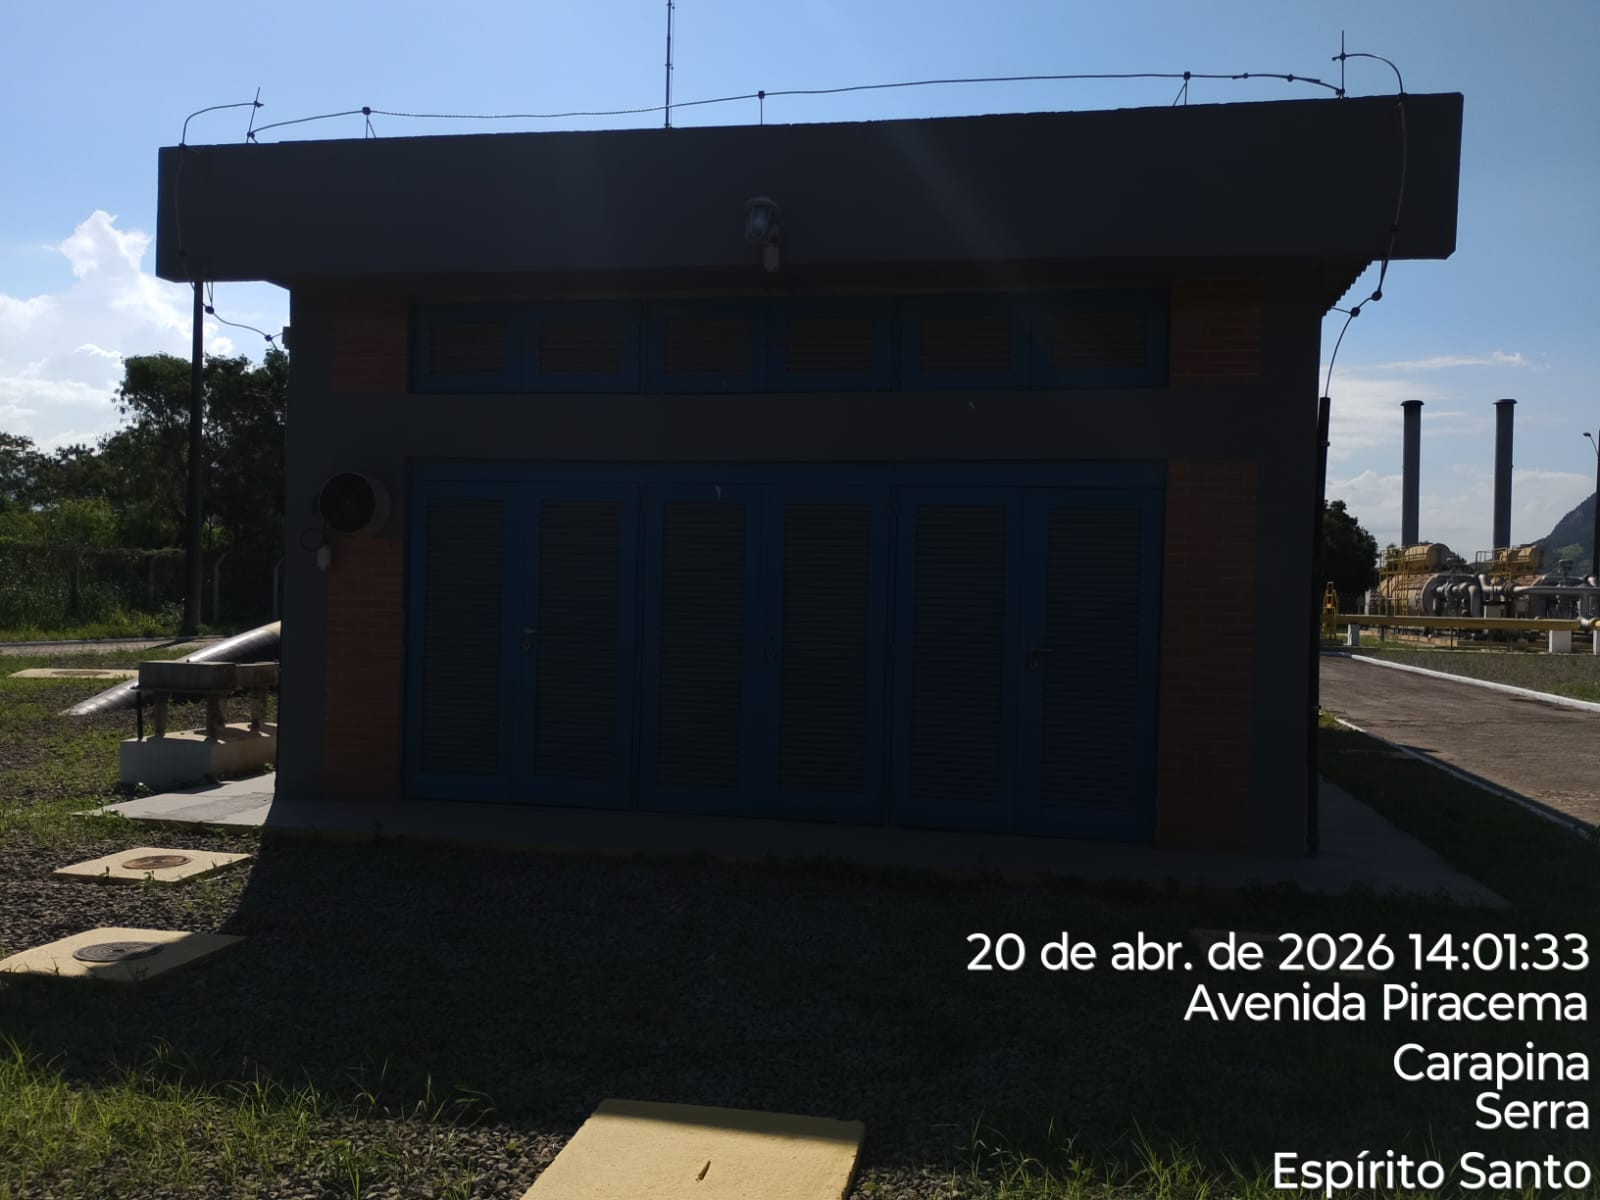 20 de abr. de 2026 14:01:33
Avenida Piracema
Carapina
Serra
Espírito Santo